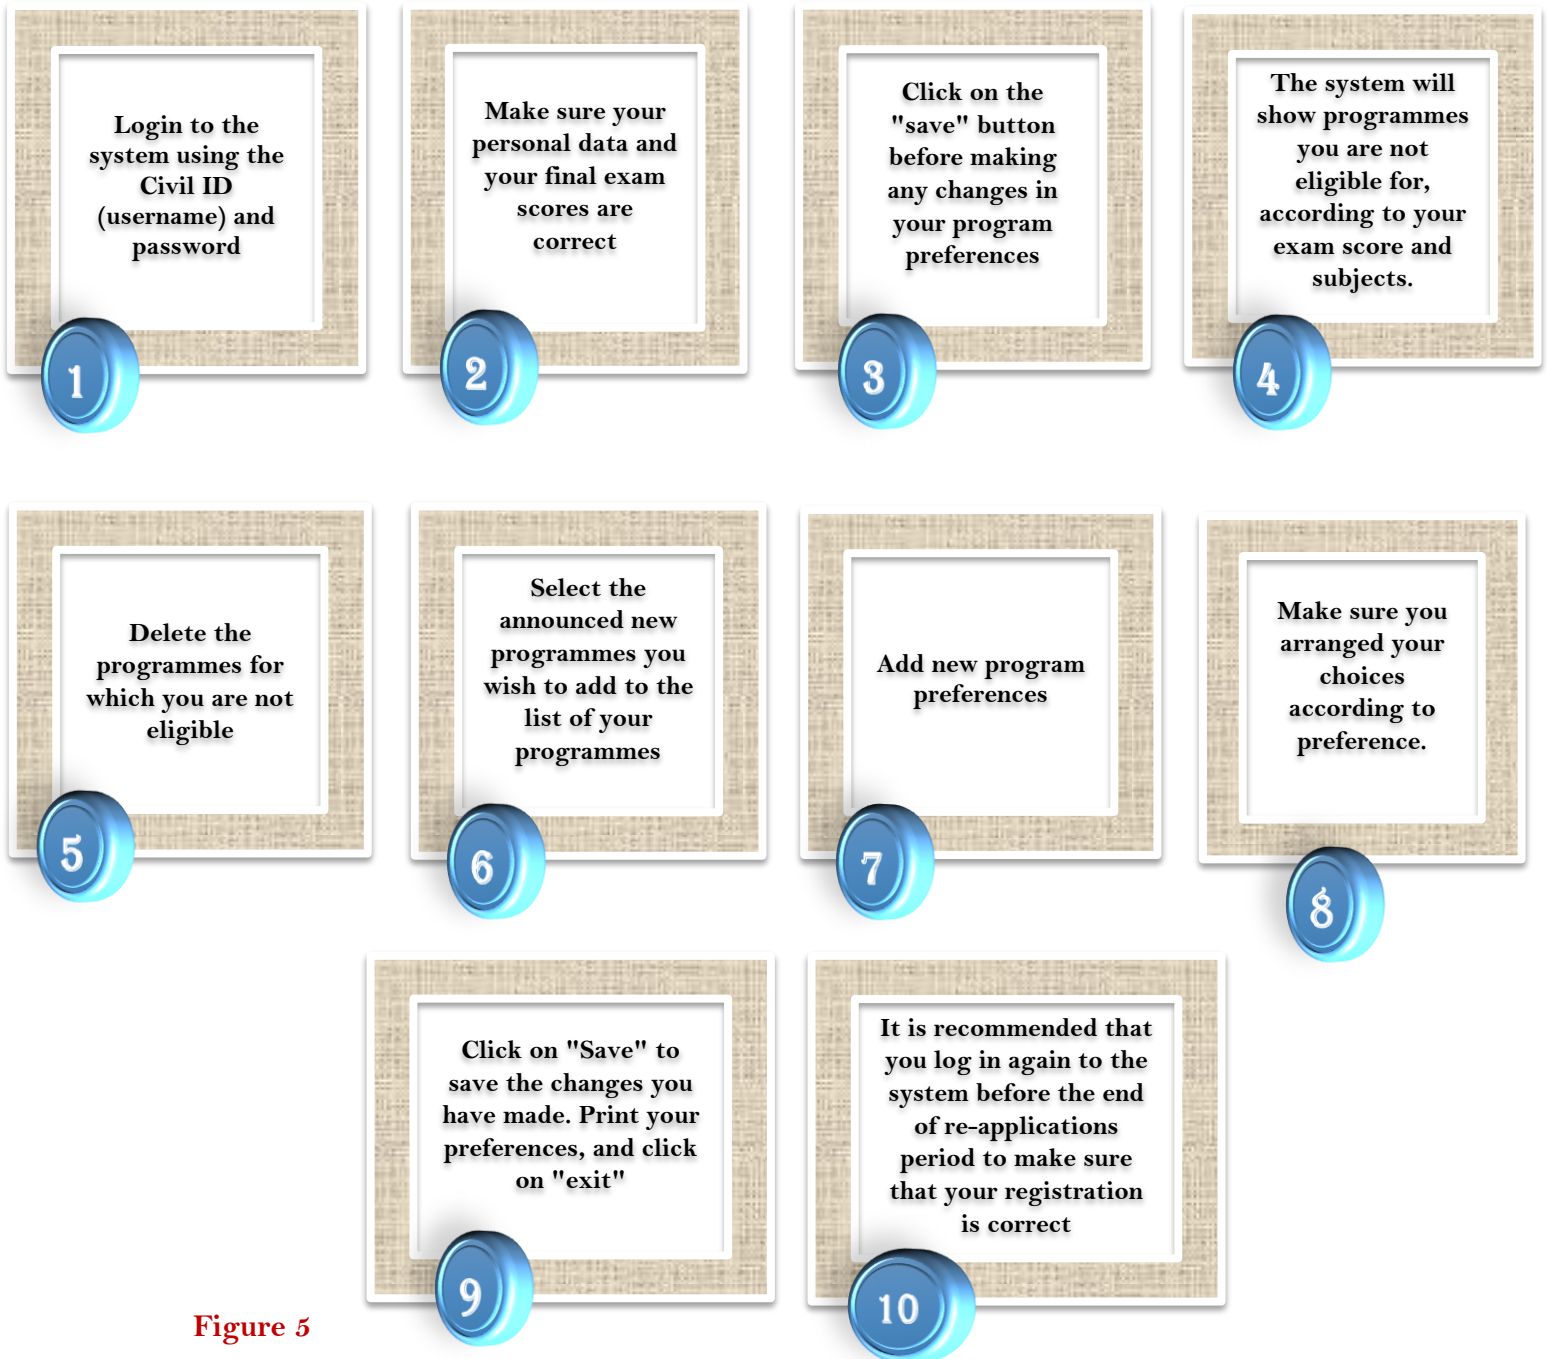 Login to the
system using the
Civil ID
(username) and
password
1
Make sure your
personal data and
your final exam
scores are
correct
2
Click on the
"save" button
before making
any changes in
your program
preferences
3
The system will
show programmes
you are not
eligible for,
according to your
exam score and
subjects.
4
Delete the
programmes for
which you are not
eligible
5
Select the
announced new
programmes you
wish to add to the
list of your
programmes
6
Add new program
preferences
7
Make sure you
arranged your
choices
according to
preference.
8
Click on "Save" to
save the changes you
have made. Print your
preferences, and click
on "exit"
9
It is recommended that
you log in again to the
system before the end
of re-applications
period to make sure
that your registration
is correct
10
Figure 5